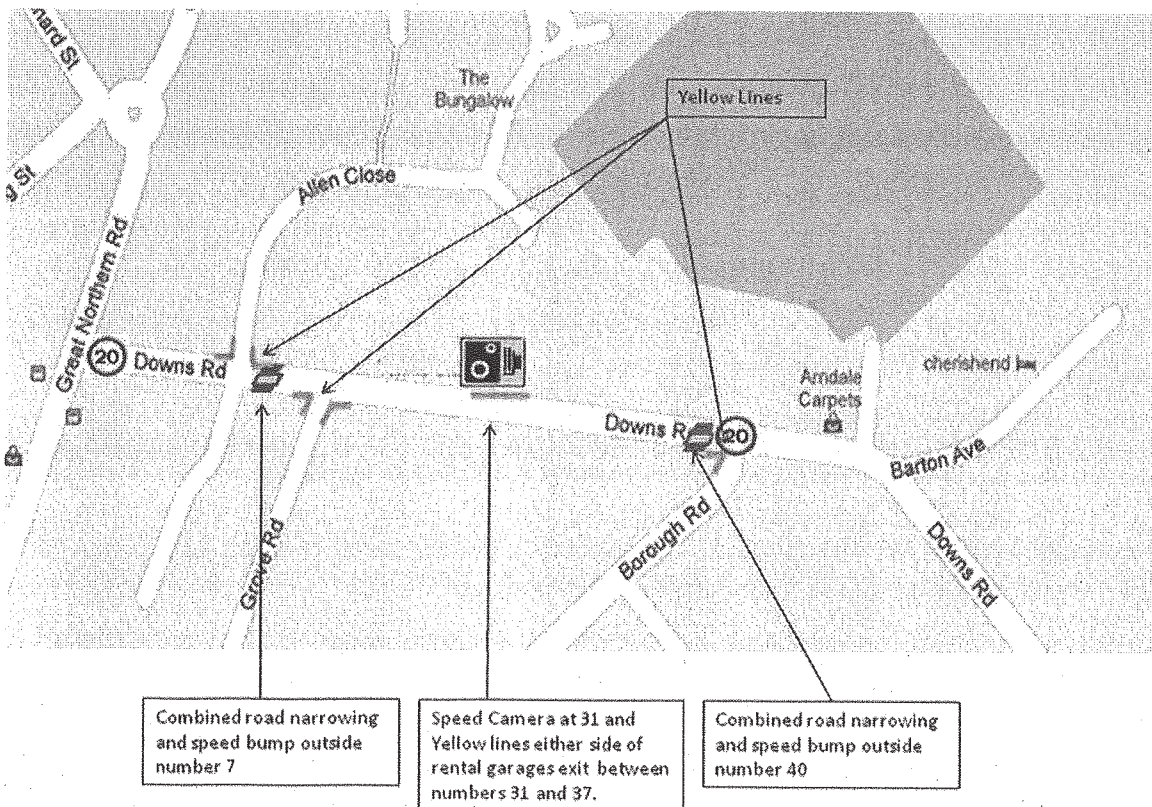 nard St
The
Bungalow
Yellow Lines
g St
Allen Close
Great Northern Rd
20
Downs Rd
cherishend
Arndale
Carpets
Downs R
20
Barton Ave
Grove Rd
Borough Rd
Downs Rd
Combined road narrowing
and speed bump outside
number 7
Speed Camera at 31 and
Yellow lines either side of
rental garages exit between
numbers 31 and 37.
Combined road narrowing
and speed bump outside
number 40